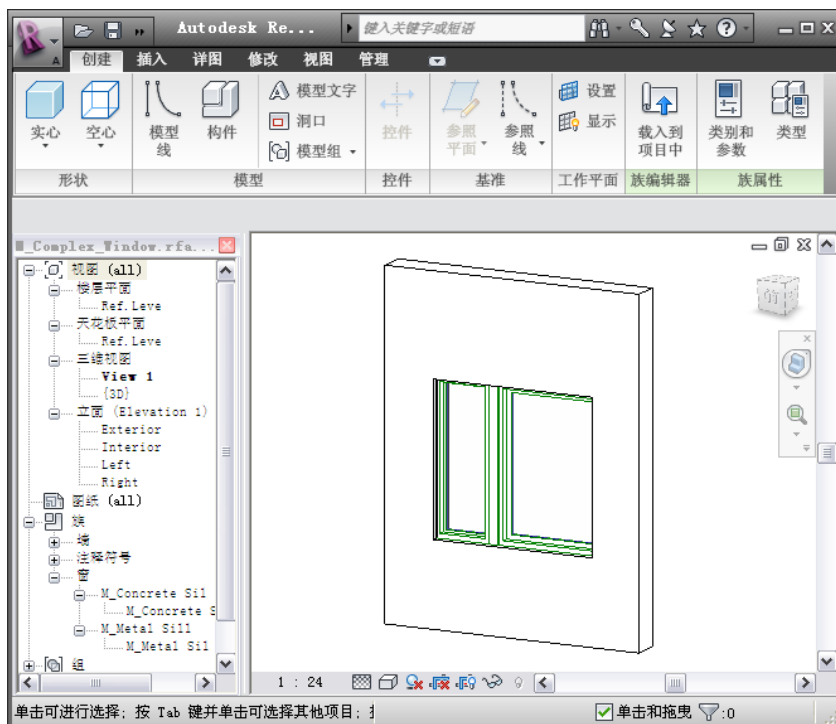 Autodesk Re... 键入关键字或短语
创建 插入 详图 修改 视图 管理
实心 空心 模型线 构件 模型文字 洞口 模型组 控件 参照平面 参照线 设置 显示 载入到项目中 类别和参数 类型
形状 模型 控件 基准 工作平面 族编辑器 族属性
M_Complex_Window.rfa...
视图 (all)
楼层平面
Ref. Leve
天花板平面
Ref. Leve
三维视图
View 1
{3D}
立面 (Elevation 1)
Exterior
Interior
Left
Right
图纸 (all)
族
墙
注释符号
窗
M_Concrete Sil
M_Concrete S
M_Metal Sill
M_Metal Sil
组
前
1 : 24
单击可进行选择; 按 Tab 键并单击可选择其他项目; 单击和拖曳 :0